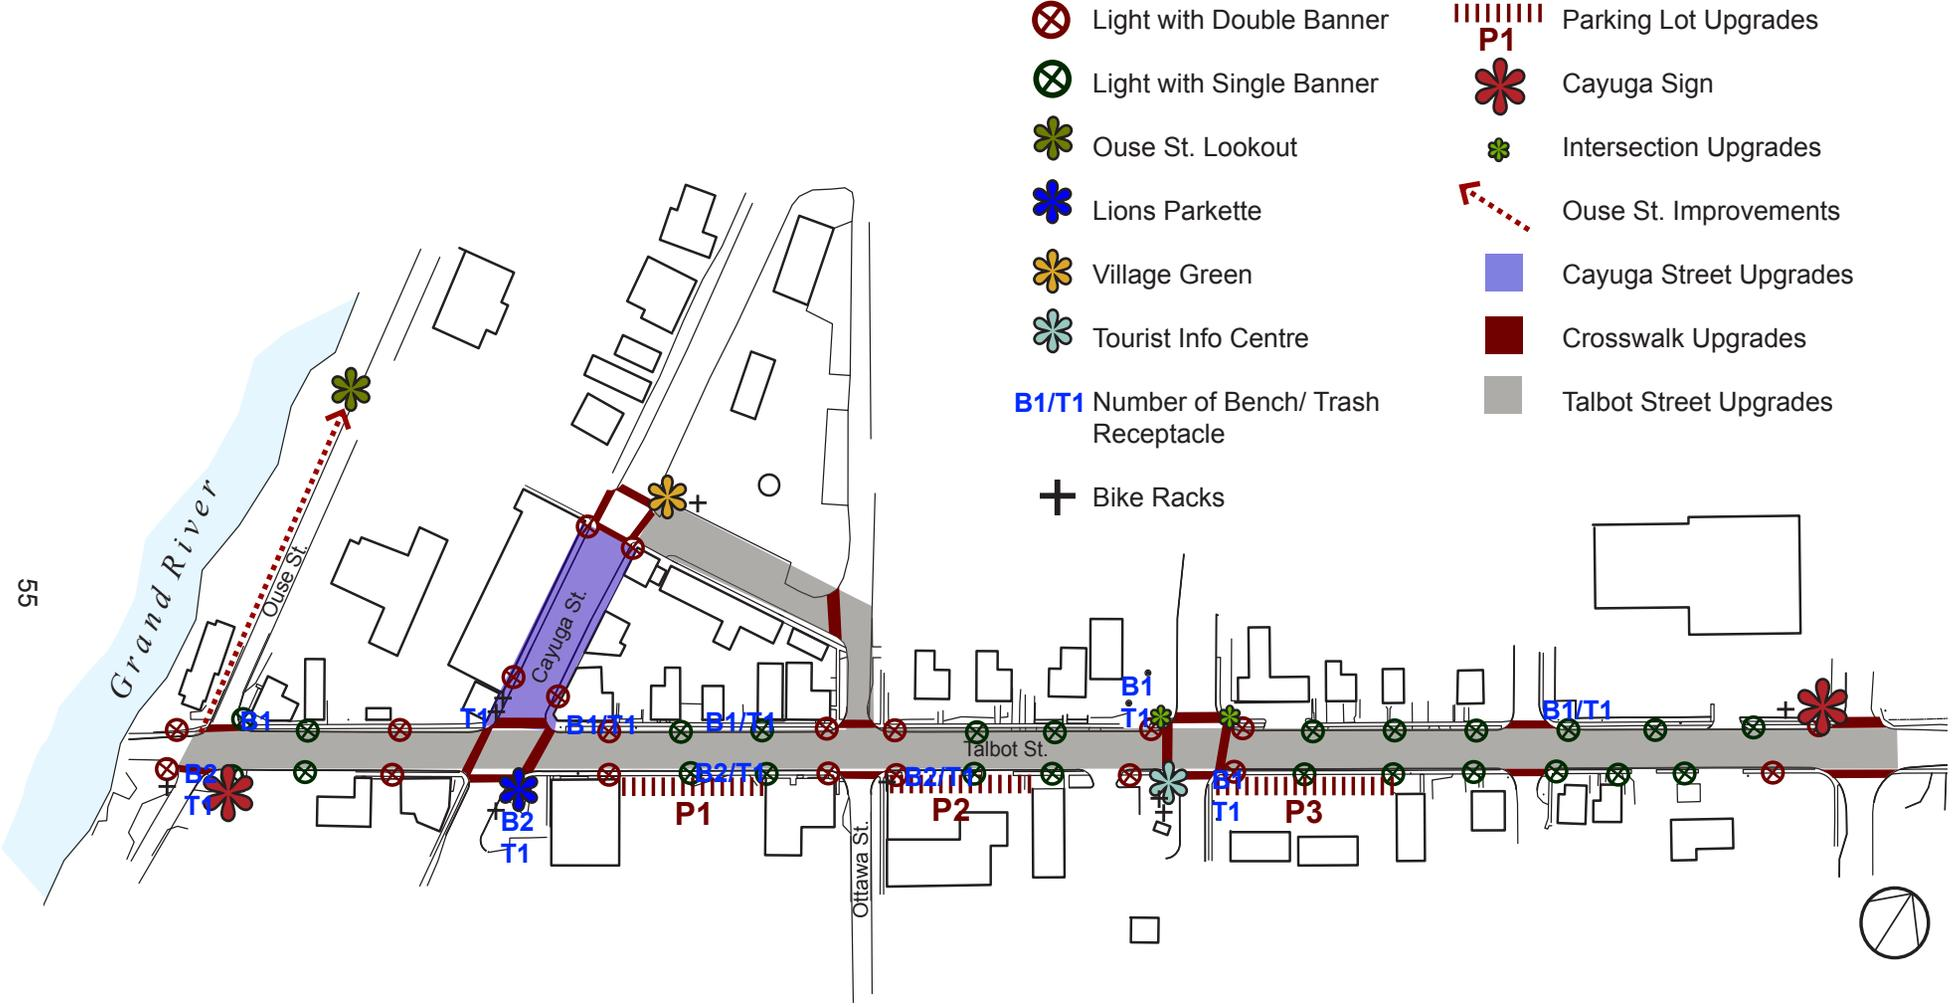 Light with Double Banner
Light with Single Banner
Ouse St. Lookout
Lions Parkette
Village Green
Tourist Info Centre
B1/T1 Number of Bench/ Trash
Receptacle
Bike Racks
P1
Parking Lot Upgrades
Cayuga Sign
Intersection Upgrades
Ouse St. Improvements
Cayuga Street Upgrades
Crosswalk Upgrades
Talbot Street Upgrades
55
Grand River
Ouse St.
Cayuga St.
Talbot St.
Ottawa St.
B1
T1
B1/T1
B1/T1
B1
T1
B1/T1
B2
T1
B2
T1
B2/T1
B2/T1
B1
T1
P1
P2
P3